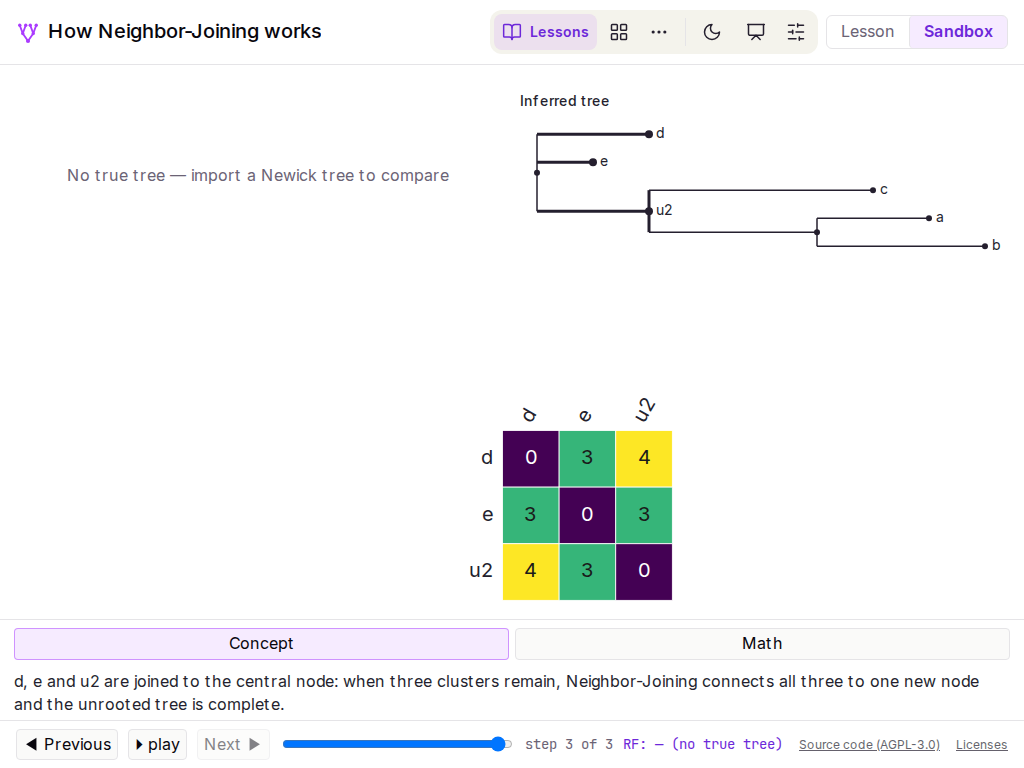 How Neighbor-Joining works
Lessons
Lesson
Sandbox
No true tree — import a Newick tree to compare
Inferred tree
d
e
c
u2
a
b
d e u2
d 0 3 4
e 3 0 3
u2 4 3 0
Concept
Math
d, e and u2 are joined to the central node: when three clusters remain, Neighbor-Joining connects all three to one new node
and the unrooted tree is complete.
Previous
play
Next
step 3 of 3
RF: — (no true tree)
Source code (AGPL-3.0)
Licenses